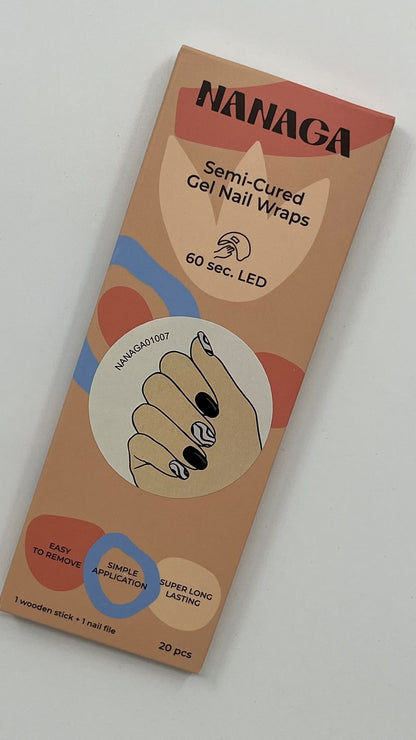 NANAGA
Semi-Cured
Gel Nail Wraps
60 sec. LED
NANAGA01007
EASY
TO REMOVE
SIMPLE
APPLICATION
SUPER LONG
LASTING
1 wooden stick + 1 nail file
20 pcs